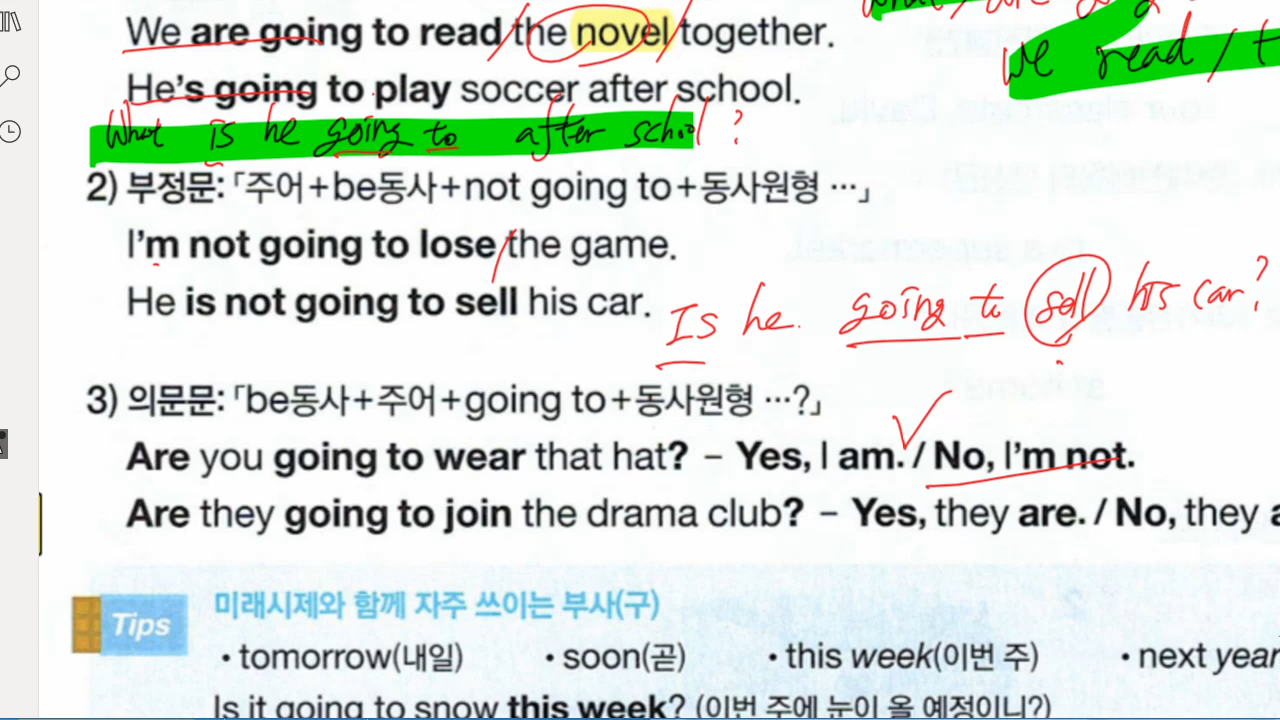 We are going to read the novel together.
we read /
He's going to play soccer after school.
What is he going to after school ?
2) 부정문:「주어+be동사+not going to+동사원형 …」
I'm not going to lose the game.
He is not going to sell his car.
Is he going to sell his car?
3) 의문문:「be동사+주어+going to+동사원형 …?」
Are you going to wear that hat? – Yes, I am. / No, I'm not.
Are they going to join the drama club? – Yes, they are. / No, they
Tips
미래시제와 함께 자주 쓰이는 부사(구)
• tomorrow(내일) • soon(곧) • this week(이번 주) • next year
Is it going to snow this week? (이번 주에 눈이 올 예정이니?)